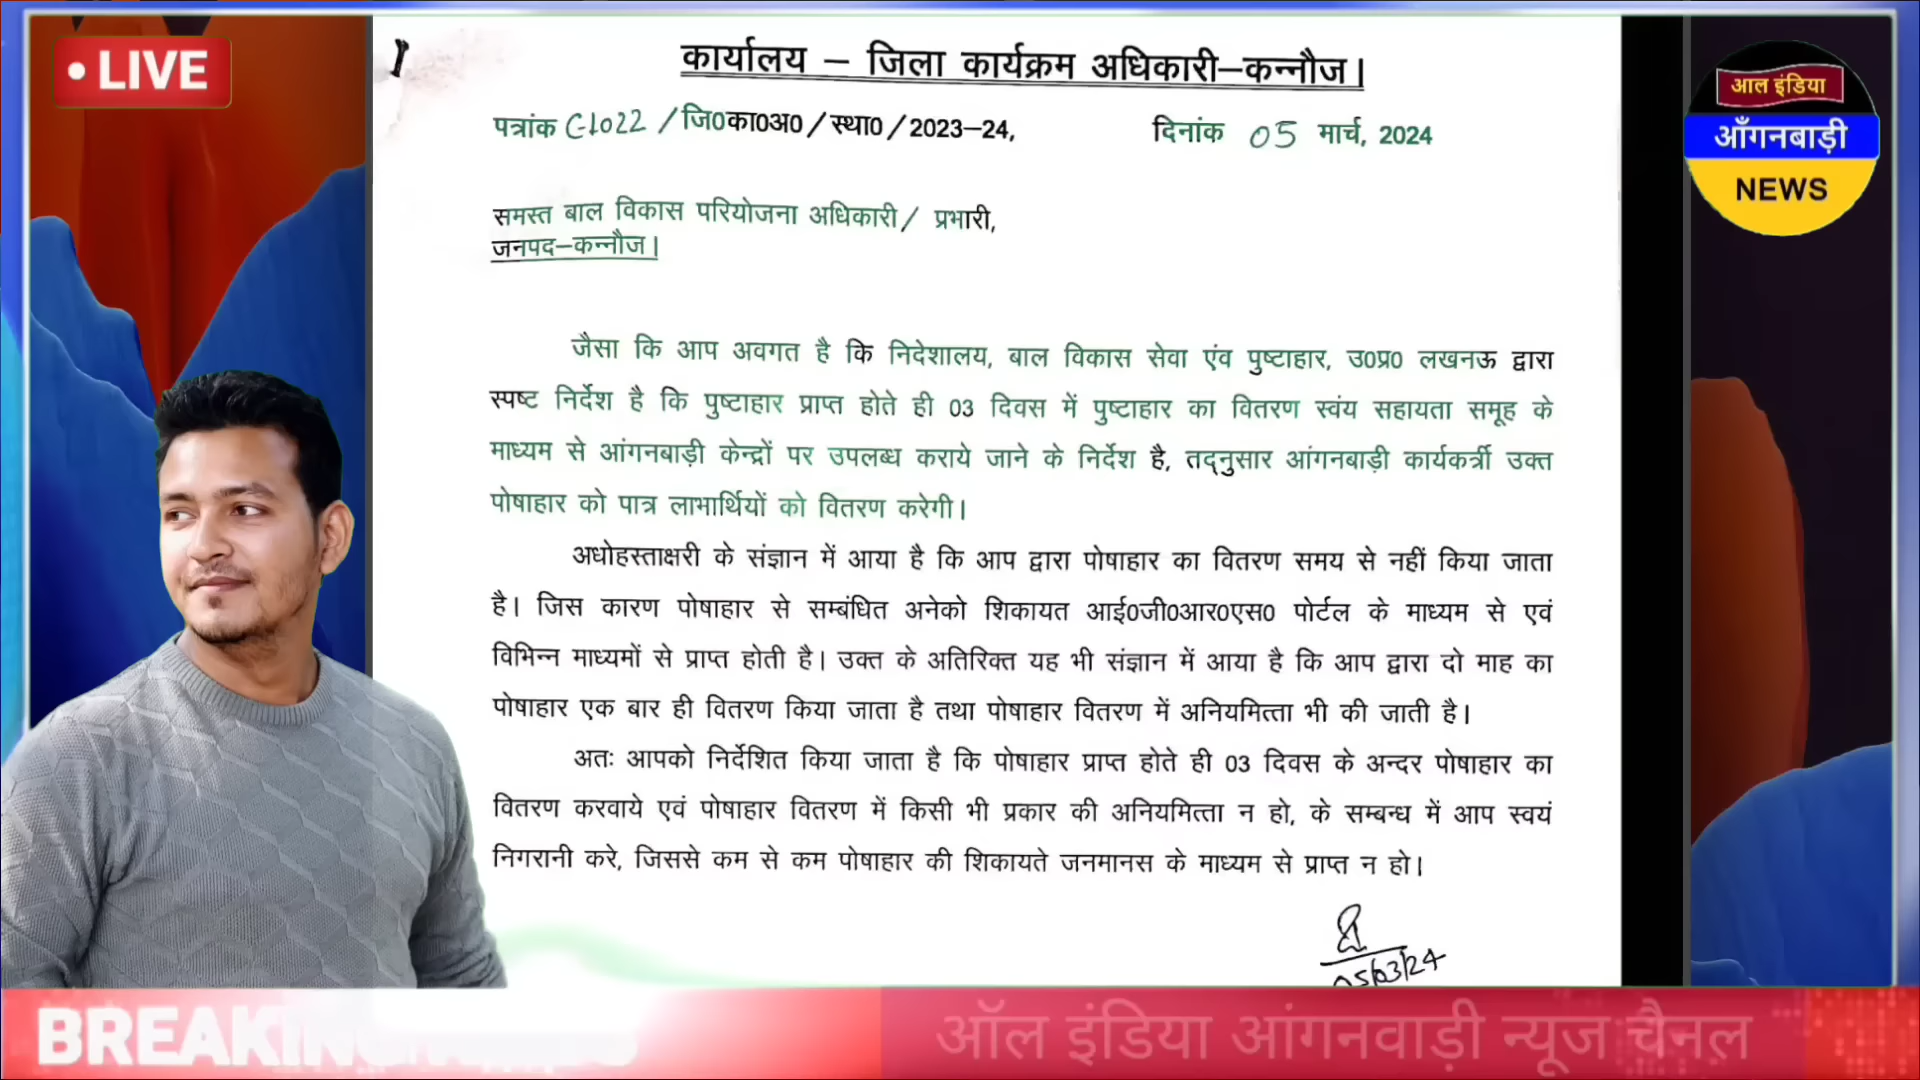 • LIVE
कार्यालय – जिला कार्यक्रम अधिकारी–कन्नौज।
पत्रांक C-1022 /जि0का0अ0/स्था0/2023–24,
दिनांक 05 मार्च, 2024
आल इंडिया
आँगनबाड़ी
NEWS
समस्त बाल विकास परियोजना अधिकारी/ प्रभारी,
जनपद–कन्नौज।
जैसा कि आप अवगत है कि निदेशालय, बाल विकास सेवा एंव पुष्टाहार, उ0प्र0 लखनऊ द्वारा
स्पष्ट निर्देश है कि पुष्टाहार प्राप्त होते ही 03 दिवस में पुष्टाहार का वितरण स्वंय सहायता समूह के
माध्यम से आंगनबाड़ी केन्द्रों पर उपलब्ध कराये जाने के निर्देश है, तद्नुसार आंगनबाड़ी कार्यकर्त्री उक्त
पोषाहार को पात्र लाभार्थियों को वितरण करेगी।
अधोहस्ताक्षरी के संज्ञान में आया है कि आप द्वारा पोषाहार का वितरण समय से नहीं किया जाता
है। जिस कारण पोषाहार से सम्बंधित अनेको शिकायत आई0जी0आर0एस0 पोर्टल के माध्यम से एवं
विभिन्न माध्यमों से प्राप्त होती है। उक्त के अतिरिक्त यह भी संज्ञान में आया है कि आप द्वारा दो माह का
पोषाहार एक बार ही वितरण किया जाता है तथा पोषाहार वितरण में अनियमित्ता भी की जाती है।
अतः आपको निर्देशित किया जाता है कि पोषाहार प्राप्त होते ही 03 दिवस के अन्दर पोषाहार का
वितरण करवाये एवं पोषाहार वितरण में किसी भी प्रकार की अनियमित्ता न हो, के सम्बन्ध में आप स्वयं
निगरानी करे, जिससे कम से कम पोषाहार की शिकायते जनमानस के माध्यम से प्राप्त न हो।
05/03/24
BREAKING
ऑल इंडिया आंगनवाड़ी न्यूज चैनल